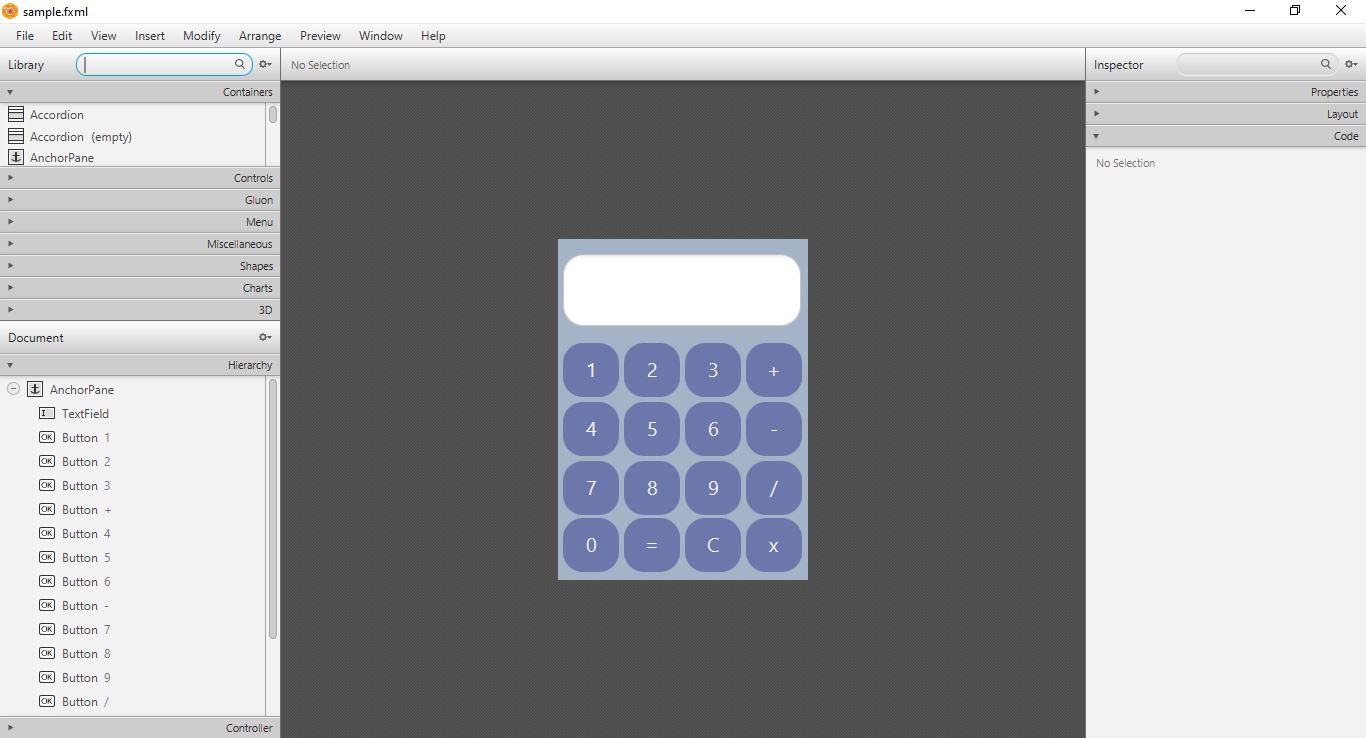 sample.fxml
File Edit View Insert Modify Arrange Preview Window Help
Library
No Selection
Inspector
Containers
Accordion
Accordion (empty)
AnchorPane
Controls
Gluon
Menu
Miscellaneous
Shapes
Charts
3D
Document
Hierarchy
AnchorPane
TextField
Button 1
Button 2
Button 3
Button +
Button 4
Button 5
Button 6
Button -
Button 7
Button 8
Button 9
Button /
Controller
1 2 3 +
4 5 6 -
7 8 9 /
0 = C x
Properties
Layout
Code
No Selection